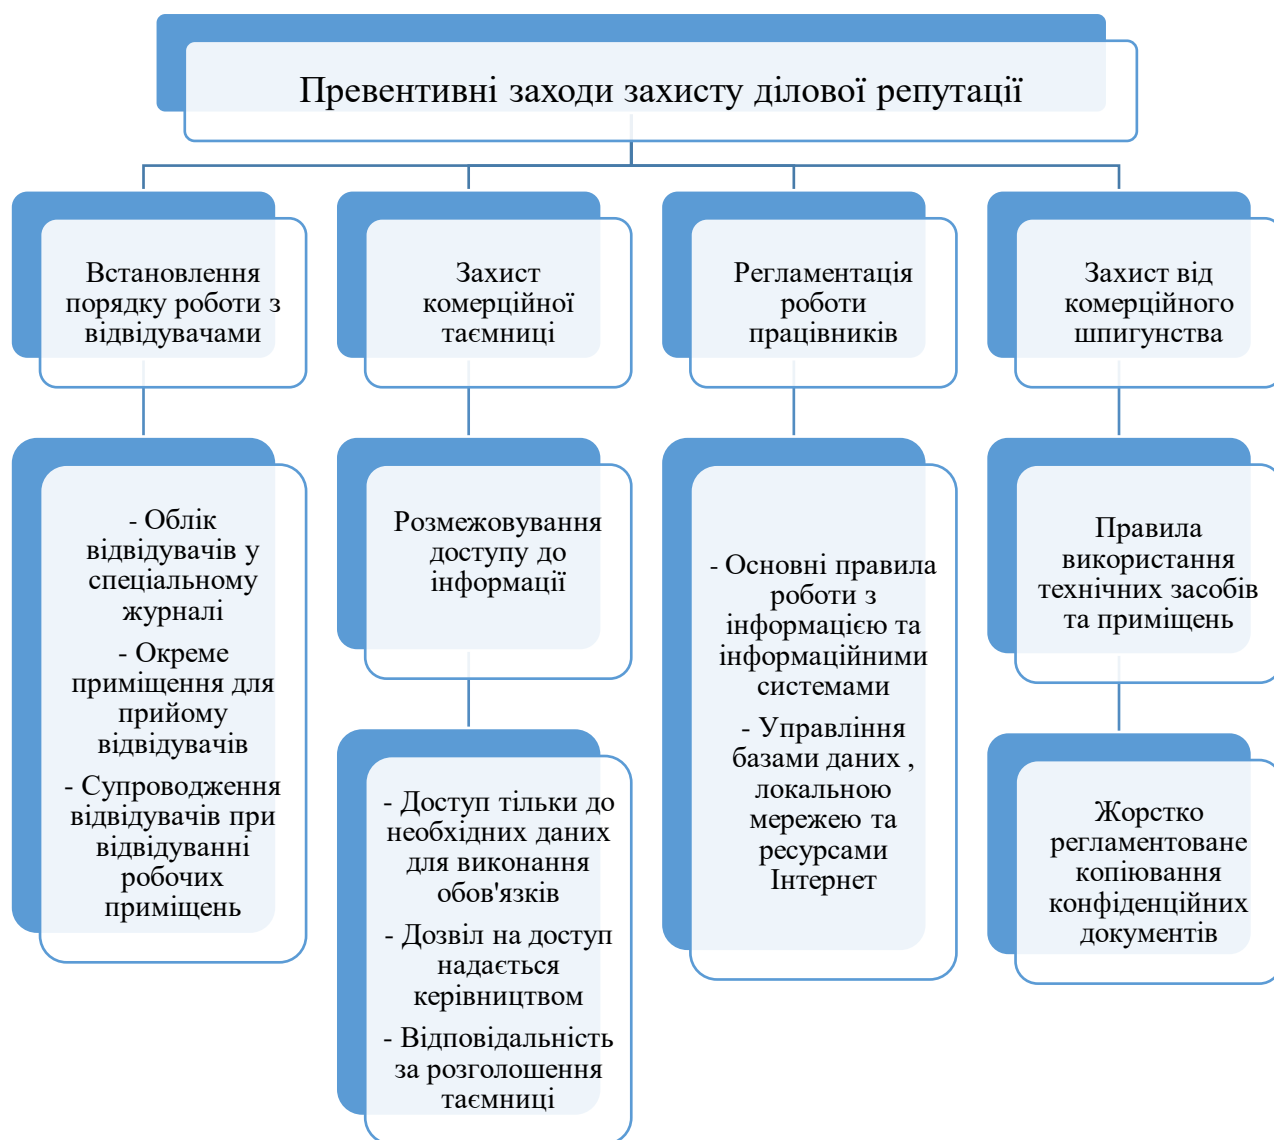 Превентивні заходи захисту ділової репутації
Встановлення
порядку роботи з
відвідувачами
Захист
комерційної
таємниці
Регламентація
роботи
працівників
Захист від
комерційного
шпигунства
- Облік
відвідувачів у
спеціальному
журналі
- Окреме
приміщення для
прийому
відвідувачів
- Супроводження
відвідувачів при
відвідуванні
робочих
приміщень
Розмежовування
доступу до
інформації
- Доступ тільки до
необхідних даних
для виконання
обов'язків
- Дозвіл на доступ
надається
керівництвом
- Відповідальність
за розголошення
таємниці
- Основні правила
роботи з
інформацією та
інформаційними
системами
- Управління
базами даних ,
локальною
мережею та
ресурсами
Інтернет
Правила
використання
технічних засобів
та приміщень
Жорстко
регламентоване
копіювання
конфіденційних
документів